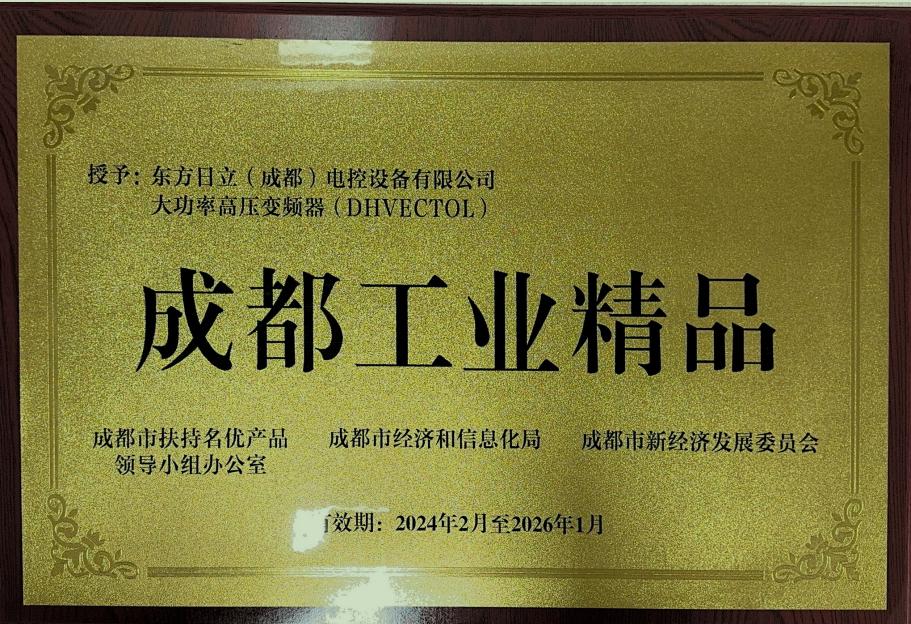 授予：东方日立（成都）电控设备有限公司
大功率高压变频器（DHVECTOL）
成都工业精品
成都市扶持名优产品
领导小组办公室
成都市经济和信息化局
成都市新经济发展委员会
有效期：2024年2月至2026年1月